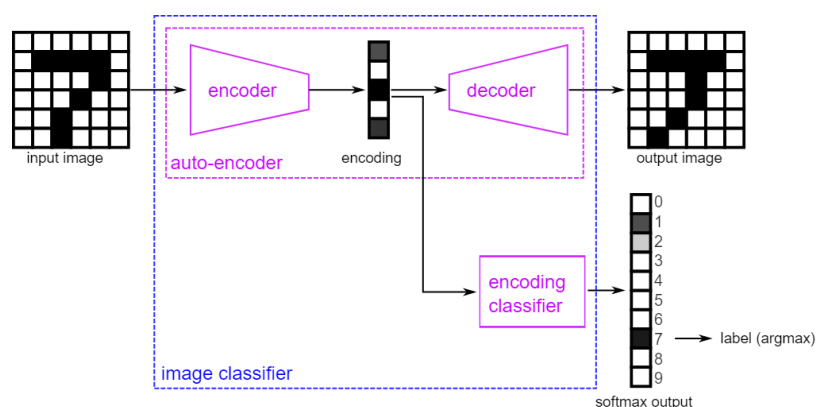 encoder
decoder
input image
auto-encoder
encoding
output image
0
1
2
3
4
5
6
7
8
9
encoding
classifier
label (argmax)
image classifier
softmax output